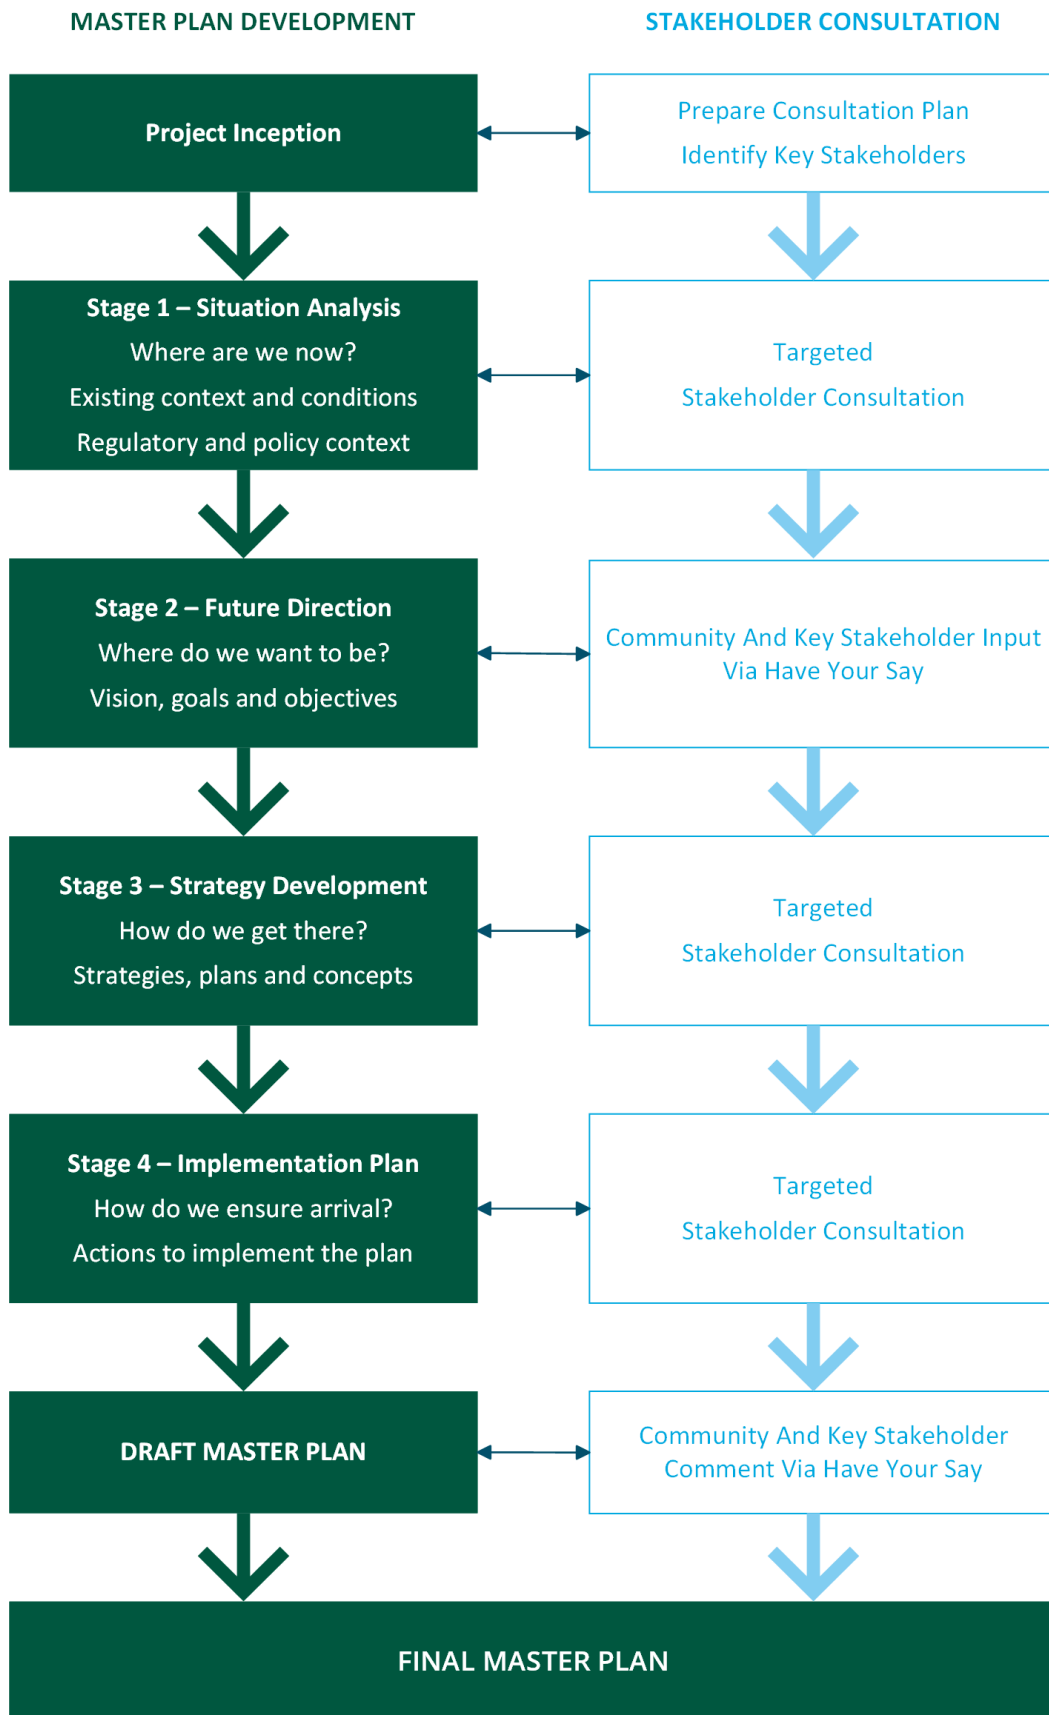 MASTER PLAN DEVELOPMENT
STAKEHOLDER CONSULTATION
Project Inception
Prepare Consultation Plan
Identify Key Stakeholders
Stage 1 – Situation Analysis
Where are we now?
Existing context and conditions
Regulatory and policy context
Targeted
Stakeholder Consultation
Stage 2 – Future Direction
Where do we want to be?
Vision, goals and objectives
Community And Key Stakeholder Input
Via Have Your Say
Stage 3 – Strategy Development
How do we get there?
Strategies, plans and concepts
Targeted
Stakeholder Consultation
Stage 4 – Implementation Plan
How do we ensure arrival?
Actions to implement the plan
Targeted
Stakeholder Consultation
DRAFT MASTER PLAN
Community And Key Stakeholder
Comment Via Have Your Say
FINAL MASTER PLAN